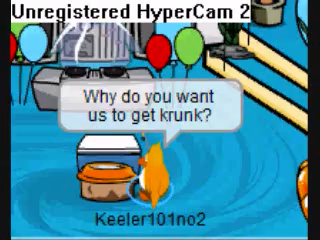 Unregistered HyperCam 2
Why do you want
us to get krunk?
Keeler101no2